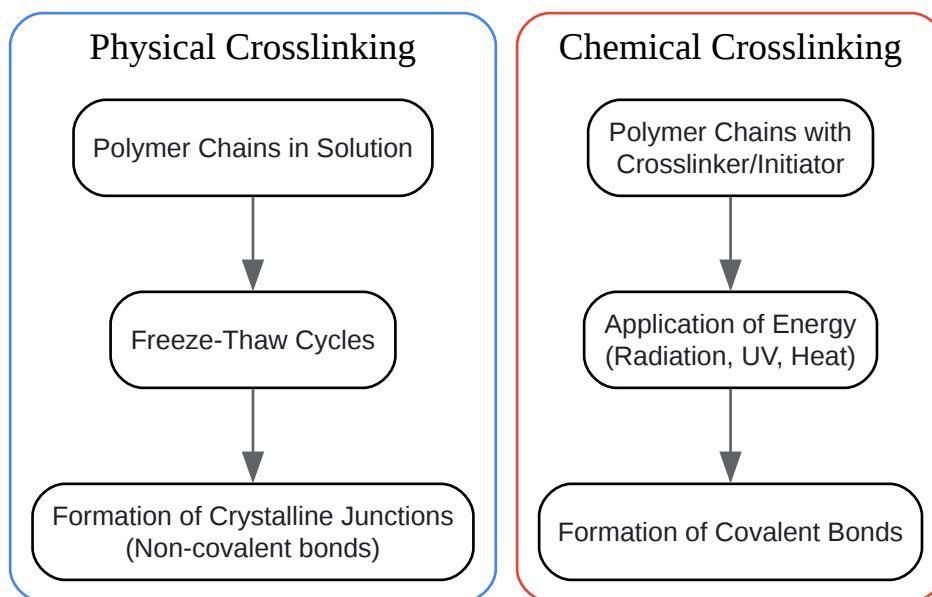 Physical Crosslinking
Polymer Chains in Solution
Freeze-Thaw Cycles
Formation of Crystalline Junctions
(Non-covalent bonds)
Chemical Crosslinking
Polymer Chains with
Crosslinker/Initiator
Application of Energy
(Radiation, UV, Heat)
Formation of Covalent Bonds